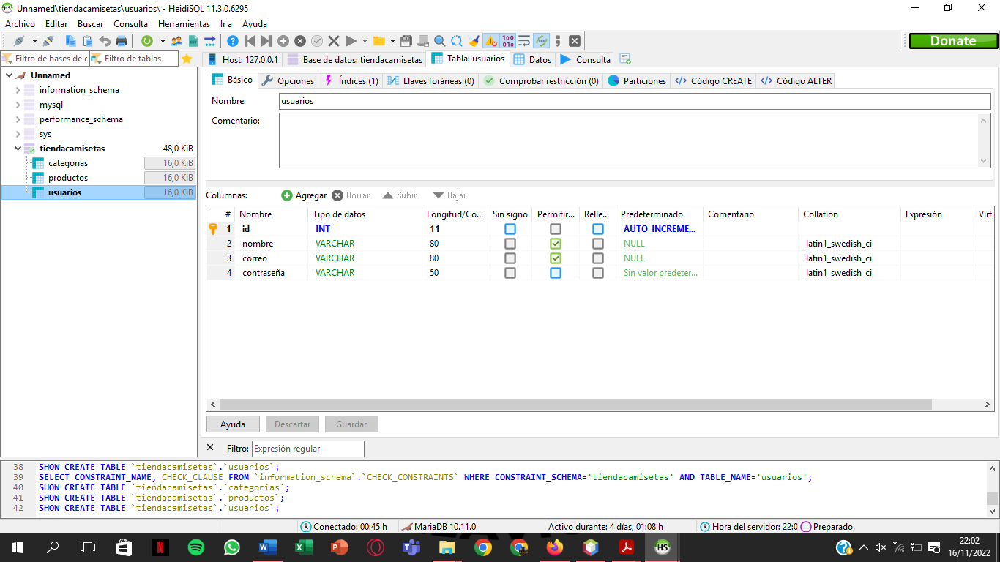 HS Unnamed\tiendacamisetas\usuarios\ - HeidiSQL 11.3.0.6295
Archivo Editar Buscar Consulta Herramientas Ir a Ayuda
Donate
Filtro de bases de d Filtro de tablas
Host: 127.0.0.1 Base de datos: tiendacamisetas Tabla: usuarios Datos Consulta
Unnamed
information_schema
mysql
performance_schema
sys
tiendacamisetas 48,0 KiB
categorias 16,0 KiB
productos 16,0 KiB
usuarios 16,0 KiB
Básico Opciones Índices (1) Llaves foráneas (0) Comprobar restricción (0) Particiones Código CREATE Código ALTER
Nombre: usuarios
Comentario:
Columnas: Agregar Borrar Subir Bajar
# Nombre Tipo de datos Longitud/Co... Sin signo Permitir... Relle... Predeterminado Comentario Collation Expresión Virtu
1 id INT 11 AUTO_INCREME...
2 nombre VARCHAR 80 NULL latin1_swedish_ci
3 correo VARCHAR 80 NULL latin1_swedish_ci
4 contraseña VARCHAR 50 Sin valor predeter... latin1_swedish_ci
Ayuda Descartar Guardar
Filtro: Expresión regular
38 SHOW CREATE TABLE `tiendacamisetas`.`usuarios`;
39 SELECT CONSTRAINT_NAME, CHECK_CLAUSE FROM `information_schema`.`CHECK_CONSTRAINTS` WHERE CONSTRAINT_SCHEMA='tiendacamisetas' AND TABLE_NAME='usuarios';
40 SHOW CREATE TABLE `tiendacamisetas`.`categorias`;
41 SHOW CREATE TABLE `tiendacamisetas`.`productos`;
42 SHOW CREATE TABLE `tiendacamisetas`.`usuarios`;
Conectado: 00:45 h MariaDB 10.11.0 Activo durante: 4 días, 01:08 h Hora del servidor: 22:0 Preparado.
HS
22:02
16/11/2022